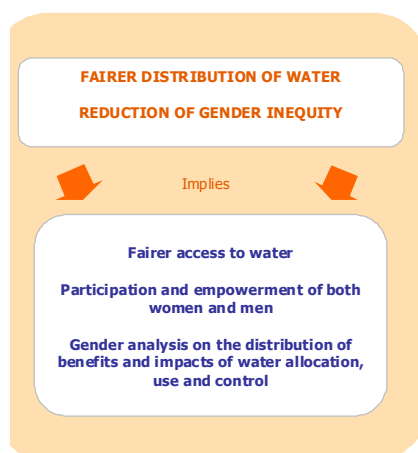 FAIRER DISTRIBUTION OF WATER
REDUCTION OF GENDER INEQUITY
Implies
Fairer access to water
Participation and empowerment of both
women and men
Gender analysis on the distribution of
benefits and impacts of water allocation,
use and control